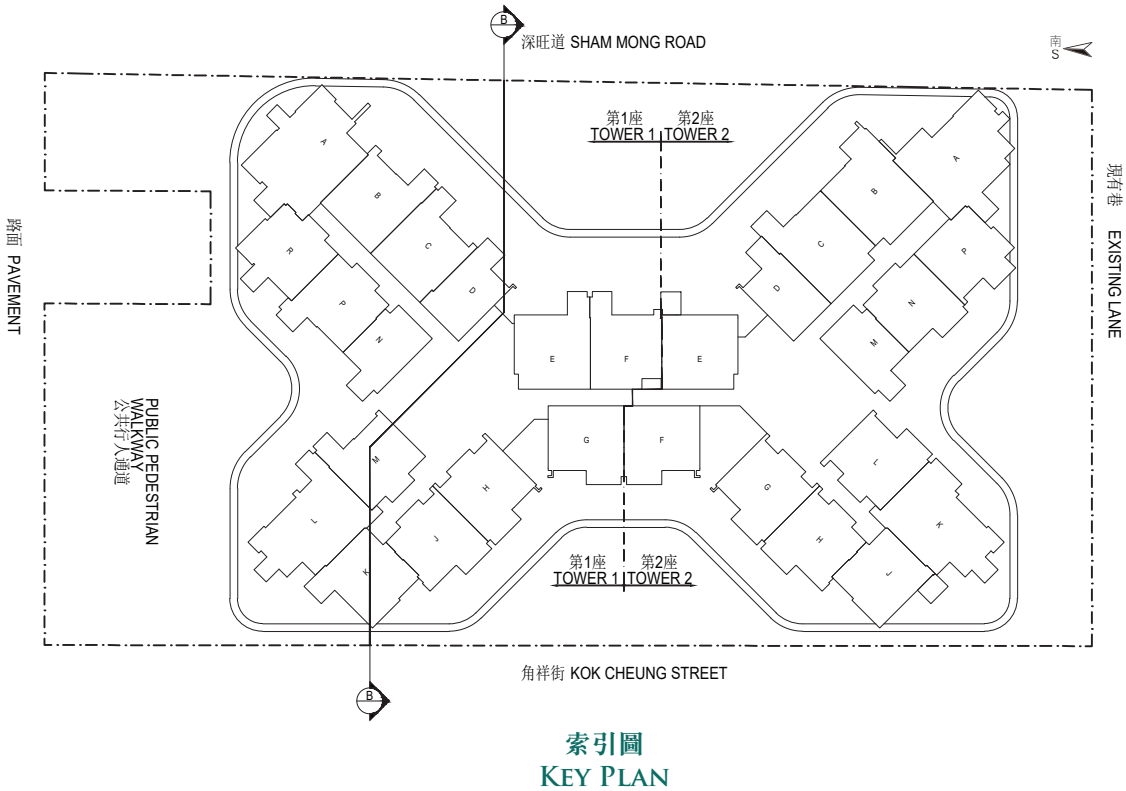 B
深旺道 SHAM MONG ROAD
南
S
第1座 第2座
TOWER 1 TOWER 2
現有巷 EXISTING LANE
路面 PAVEMENT
PUBLIC PEDESTRIAN
WALKWAY
公共行人通道
A
B
C
D
R
P
N
E
F
E
A
B
C
D
P
N
M
M
L
K
J
H
G
F
G
H
J
L
K
第1座 第2座
TOWER 1 TOWER 2
角祥街 KOK CHEUNG STREET
B
索引圖
KEY PLAN